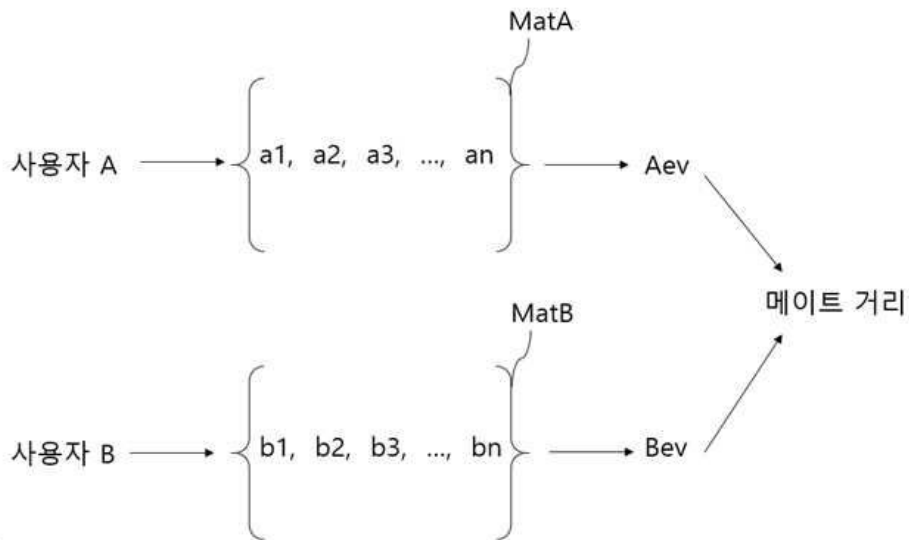 MatA
사용자 A
a1, a2, a3, ..., an
Aev
메이트 거리
MatB
사용자 B
b1, b2, b3, ..., bn
Bev